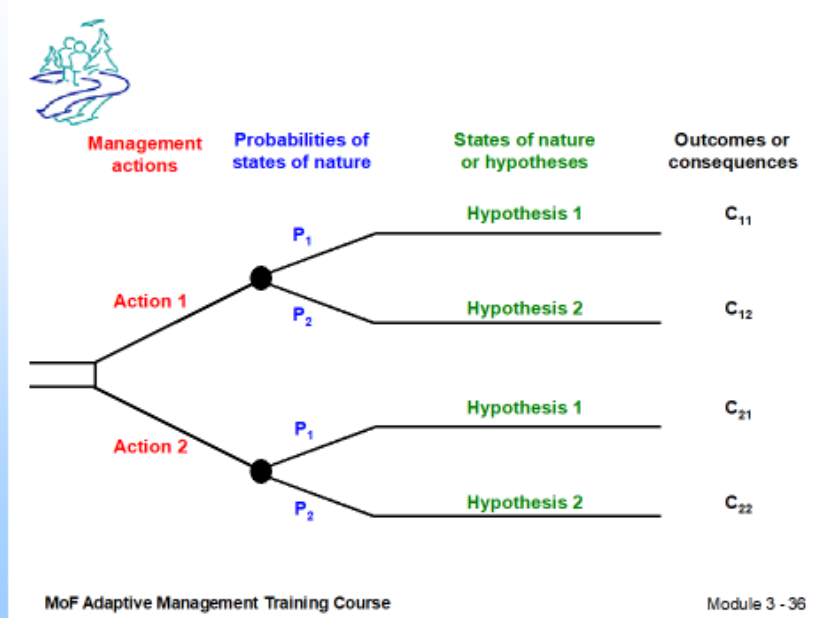 Management
actions
Probabilities of
states of nature
States of nature
or hypotheses
Outcomes or
consequences
Hypothesis 1
C₁₁
P₁
Action 1
P₂
Hypothesis 2
C₁₂
Hypothesis 1
C₂₁
P₁
Action 2
P₂
Hypothesis 2
C₂₂
MoF Adaptive Management Training Course
Module 3 - 36